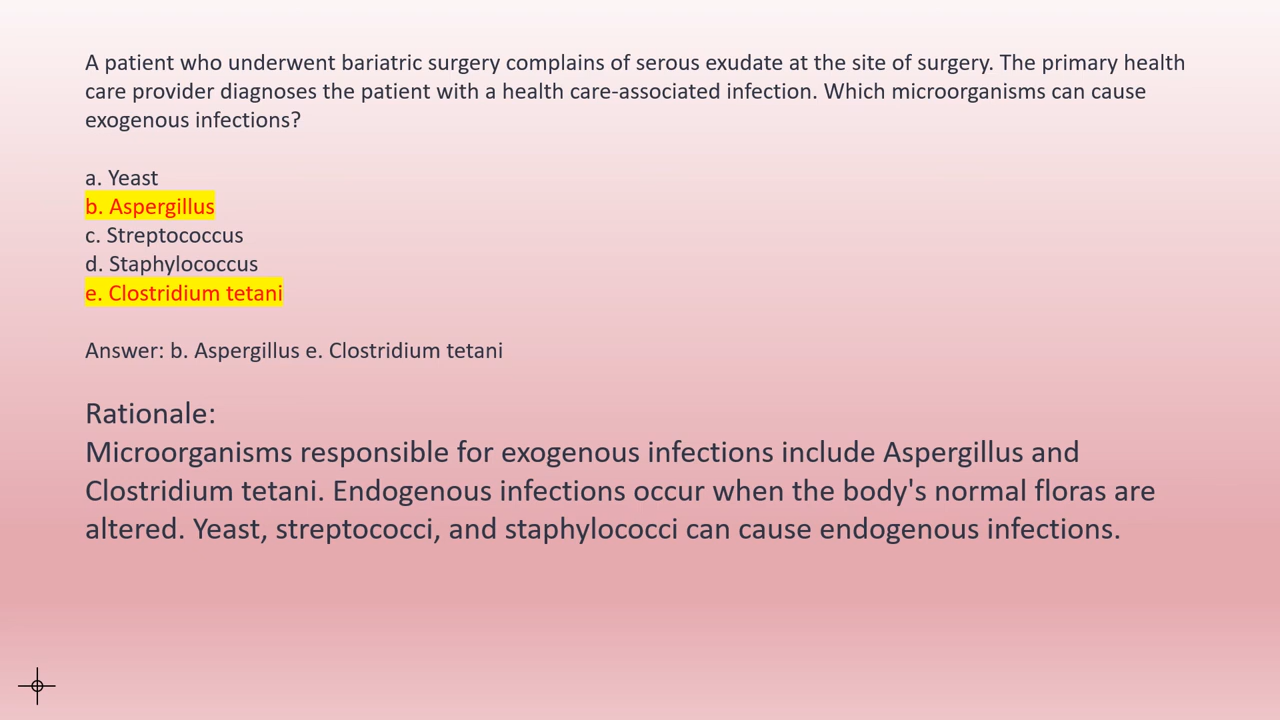 A patient who underwent bariatric surgery complains of serous exudate at the site of surgery. The primary health
care provider diagnoses the patient with a health care-associated infection. Which microorganisms can cause
exogenous infections?
a. Yeast
b. Aspergillus
c. Streptococcus
d. Staphylococcus
e. Clostridium tetani
Answer: b. Aspergillus e. Clostridium tetani
Rationale:
Microorganisms responsible for exogenous infections include Aspergillus and
Clostridium tetani. Endogenous infections occur when the body's normal floras are
altered. Yeast, streptococci, and staphylococci can cause endogenous infections.